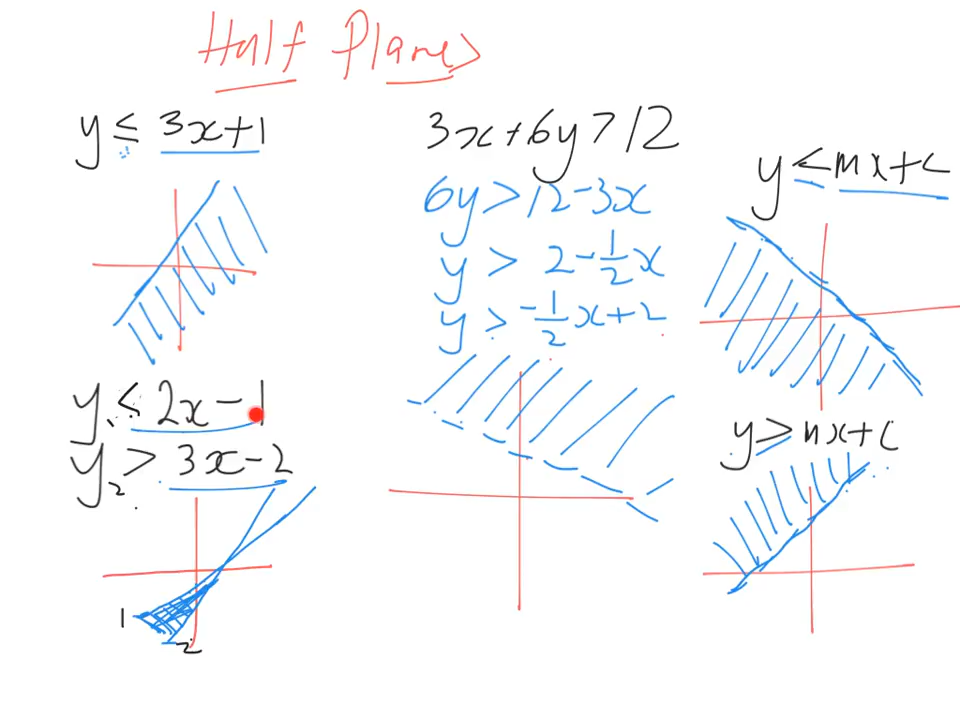 Half Planes
y ≤ 3x+1
3x+6y>12
6y>12-3x
y > 2-1/2x
y > -1/2x+2
y ≤ mx+c
y₁ ≤ 2x-1
y₂ > 3x-2
y ≥ mx+c
1
2